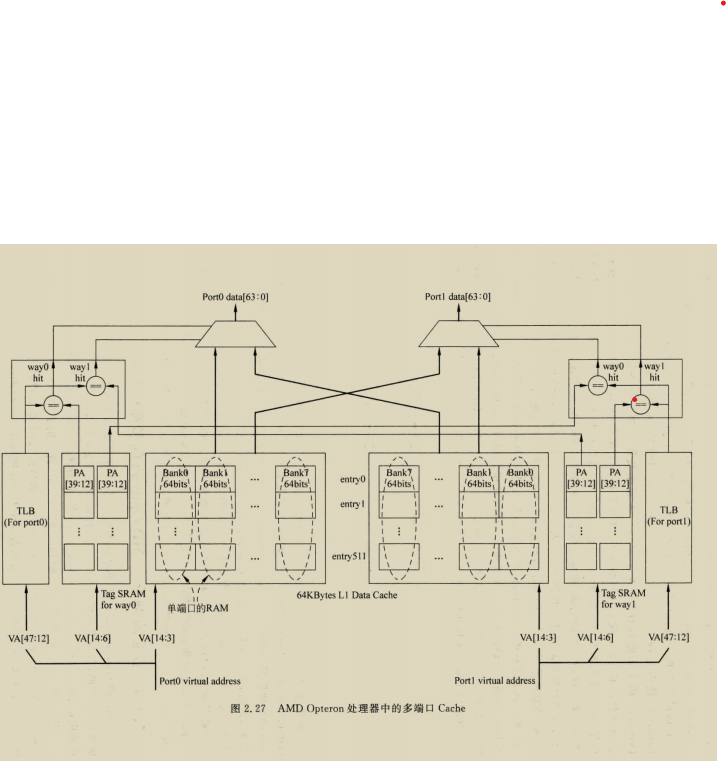 Port0 data[63:0]
Port1 data[63:0]
way0 hit
way1 hit
way0 hit
way1 hit
TLB
(For port0)
PA
[39:12]
PA
[39:12]
Bank0
64bits
Bank1
64bits
...
Bank7
64bits
entry0
entry1
entry511
Bank7
64bits
...
Bank1
64bits
Bank0
64bits
PA
[39:12]
PA
[39:12]
TLB
(For port1)
Tag SRAM
for way0
单端口的RAM
64KBytes L1 Data Cache
Tag SRAM
for way1
VA[47:12]
VA[14:6]
VA[14:3]
VA[14:3]
VA[14:6]
VA[47:12]
Port0 virtual address
Port1 virtual address
图 2.27 AMD Opteron 处理器中的多端口 Cache